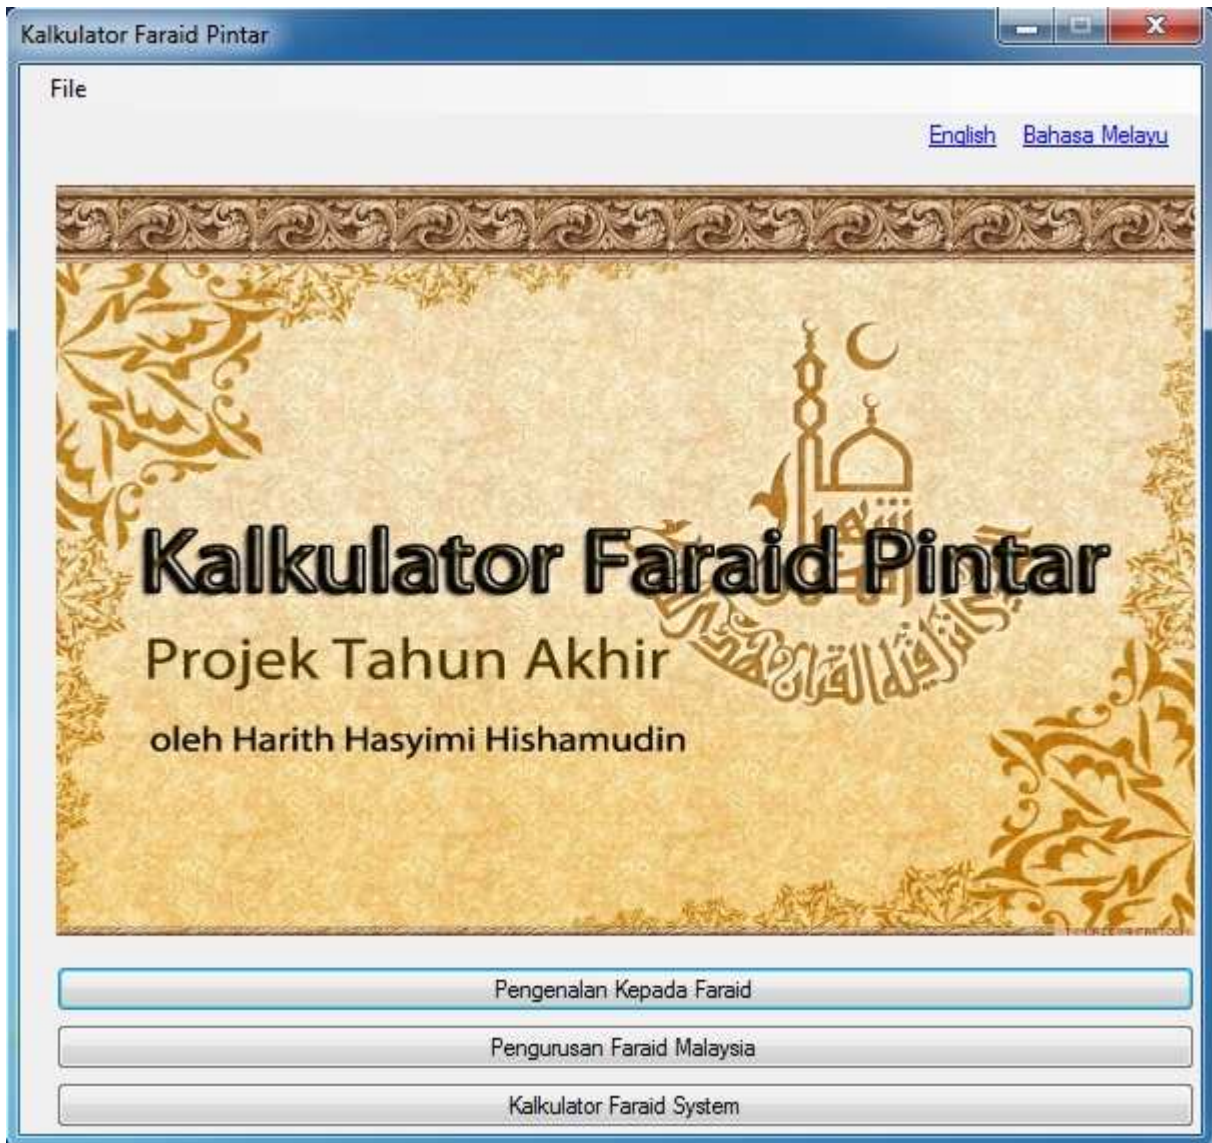 Kalkulator Faraid Pintar
File
English Bahasa Melayu
Kalkulator Faraid Pintar
Projek Tahun Akhir
oleh Harith Hasyimi Hishamudin
Pengenalan Kepada Faraid
Pengurusan Faraid Malaysia
Kalkulator Faraid System